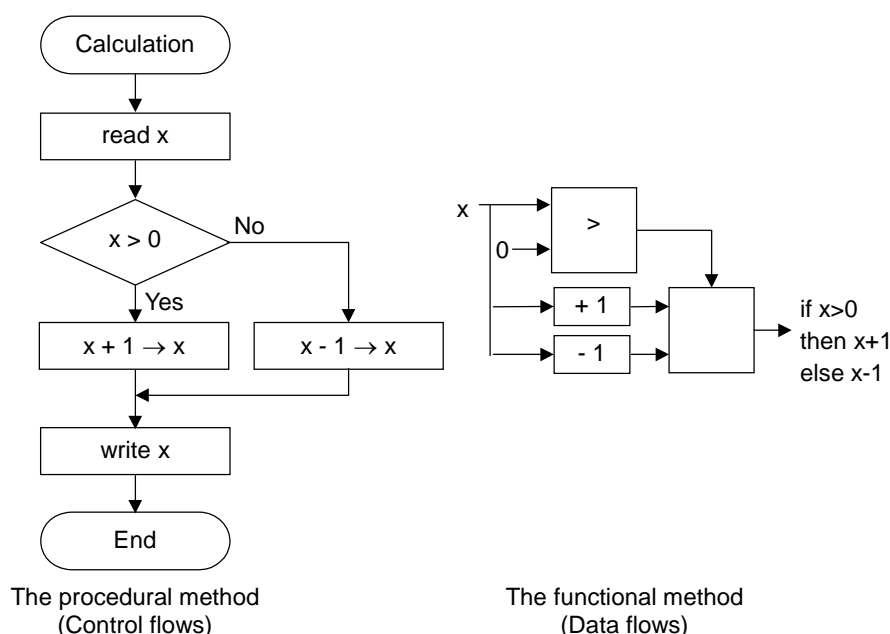 Calculation
read x
x > 0
No
Yes
x + 1 → x
x - 1 → x
write x
End
The procedural method
(Control flows)
x
>
0
+ 1
- 1
if x>0
then x+1
else x-1
The functional method
(Data flows)